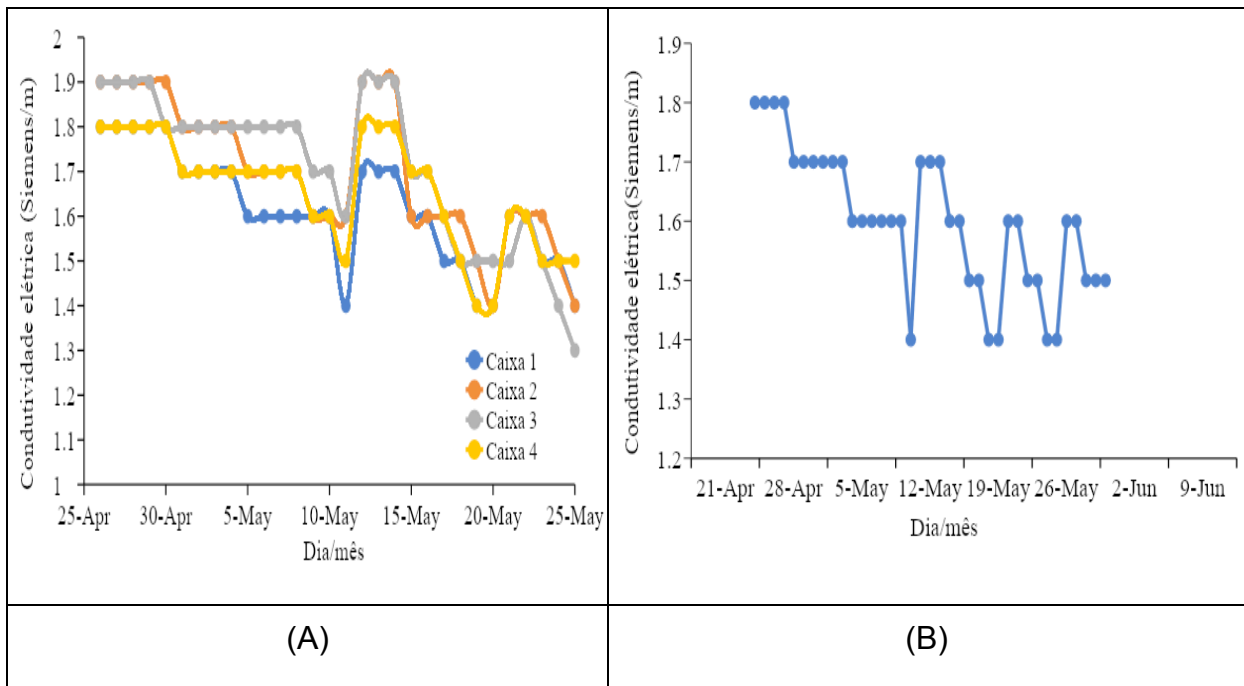 Condutividade elétrica (Siemens/m)
2
1.9
1.8
1.7
1.6
1.5
1.4
1.3
1.2
1.1
1
25-Apr 30-Apr 5-May 10-May 15-May 20-May 25-May
Dia/mês
Caixa 1
Caixa 2
Caixa 3
Caixa 4
(A)
Condutividade elétrica(Siemens/m)
1.9
1.8
1.7
1.6
1.5
1.4
1.3
1.2
21-Apr 28-Apr 5-May 12-May 19-May 26-May 2-Jun 9-Jun
Dia/mês
(B)